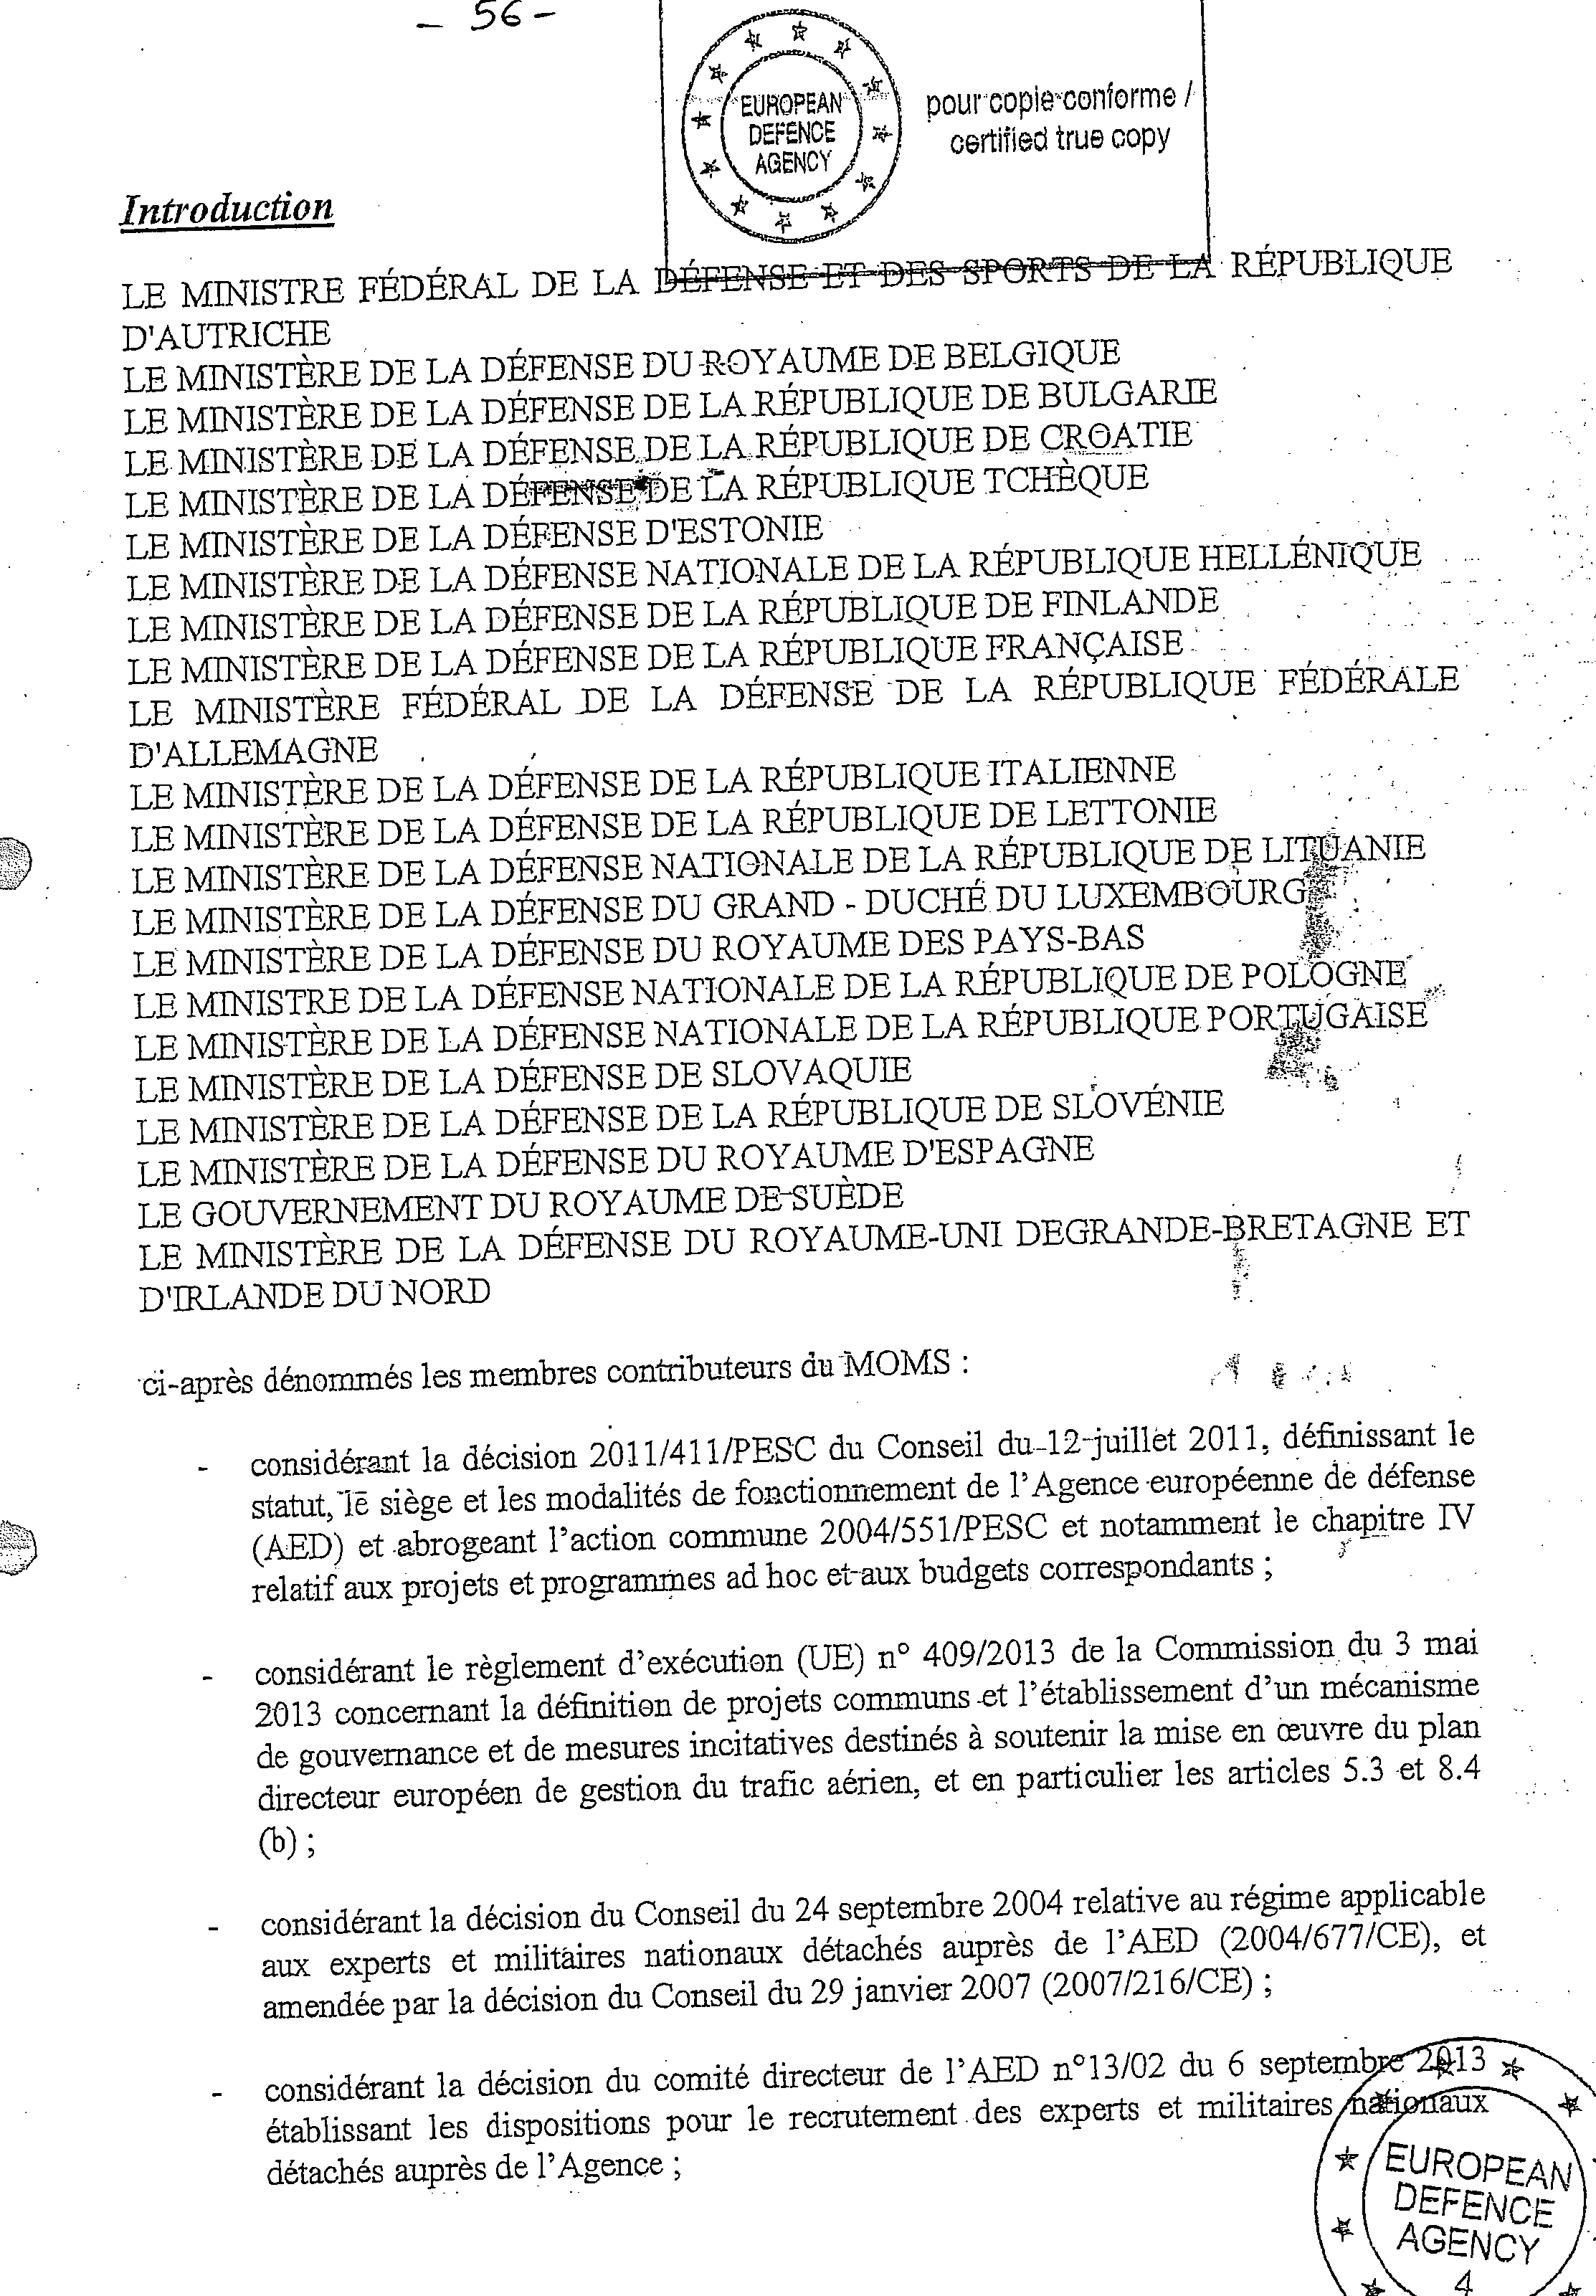 - 56 -
EUROPEAN
DEFENCE
AGENCY
pour copie conforme /
certified true copy
Introduction
LE MINISTRE FÉDÉRAL DE LA DÉFENSE ET DES SPORTS DE LA RÉPUBLIQUE
D'AUTRICHE
LE MINISTÈRE DE LA DÉFENSE DU ROYAUME DE BELGIQUE
LE MINISTÈRE DE LA DÉFENSE DE LA RÉPUBLIQUE DE BULGARIE
LE MINISTÈRE DE LA DÉFENSE DE LA RÉPUBLIQUE DE CROATIE
LE MINISTÈRE DE LA DÉFENSE DE LA RÉPUBLIQUE TCHÈQUE
LE MINISTÈRE DE LA DÉFENSE D'ESTONIE
LE MINISTÈRE DE LA DÉFENSE NATIONALE DE LA RÉPUBLIQUE HELLÉNIQUE
LE MINISTÈRE DE LA DÉFENSE DE LA RÉPUBLIQUE DE FINLANDE
LE MINISTÈRE DE LA DÉFENSE DE LA RÉPUBLIQUE FRANÇAISE
LE MINISTÈRE FÉDÉRAL DE LA DÉFENSE DE LA RÉPUBLIQUE FÉDÉRALE
D'ALLEMAGNE
LE MINISTÈRE DE LA DÉFENSE DE LA RÉPUBLIQUE ITALIENNE
LE MINISTÈRE DE LA DÉFENSE DE LA RÉPUBLIQUE DE LETTONIE
LE MINISTÈRE DE LA DÉFENSE NATIONALE DE LA RÉPUBLIQUE DE LITUANIE
LE MINISTÈRE DE LA DÉFENSE DU GRAND - DUCHÉ DU LUXEMBOURG
LE MINISTÈRE DE LA DÉFENSE DU ROYAUME DES PAYS-BAS
LE MINISTRE DE LA DÉFENSE NATIONALE DE LA RÉPUBLIQUE DE POLOGNE
LE MINISTÈRE DE LA DÉFENSE NATIONALE DE LA RÉPUBLIQUE PORTUGAISE
LE MINISTÈRE DE LA DÉFENSE DE SLOVAQUIE
LE MINISTÈRE DE LA DÉFENSE DE LA RÉPUBLIQUE DE SLOVÉNIE
LE MINISTÈRE DE LA DÉFENSE DU ROYAUME D'ESPAGNE
LE GOUVERNEMENT DU ROYAUME DE SUÈDE
LE MINISTÈRE DE LA DÉFENSE DU ROYAUME-UNI DEGRANDE-BRETAGNE ET
D'IRLANDE DU NORD
ci-après dénommés les membres contributeurs du MOMS :
- considérant la décision 2011/411/PESC du Conseil du 12 juillet 2011, définissant le
statut, le siège et les modalités de fonctionnement de l'Agence européenne de défense
(AED) et abrogeant l'action commune 2004/551/PESC et notamment le chapitre IV
relatif aux projets et programmes ad hoc et aux budgets correspondants ;
- considérant le règlement d'exécution (UE) n° 409/2013 de la Commission du 3 mai
2013 concernant la définition de projets communs et l'établissement d'un mécanisme
de gouvernance et de mesures incitatives destinés à soutenir la mise en œuvre du plan
directeur européen de gestion du trafic aérien, et en particulier les articles 5.3 et 8.4
(b) ;
- considérant la décision du Conseil du 24 septembre 2004 relative au régime applicable
aux experts et militaires nationaux détachés auprès de l'AED (2004/677/CE), et
amendée par la décision du Conseil du 29 janvier 2007 (2007/216/CE) ;
- considérant la décision du comité directeur de l'AED n°13/02 du 6 septembre 2013
établissant les dispositions pour le recrutement des experts et militaires nationaux
détachés auprès de l'Agence ;
EUROPEAN
DEFENCE
AGENCY
4